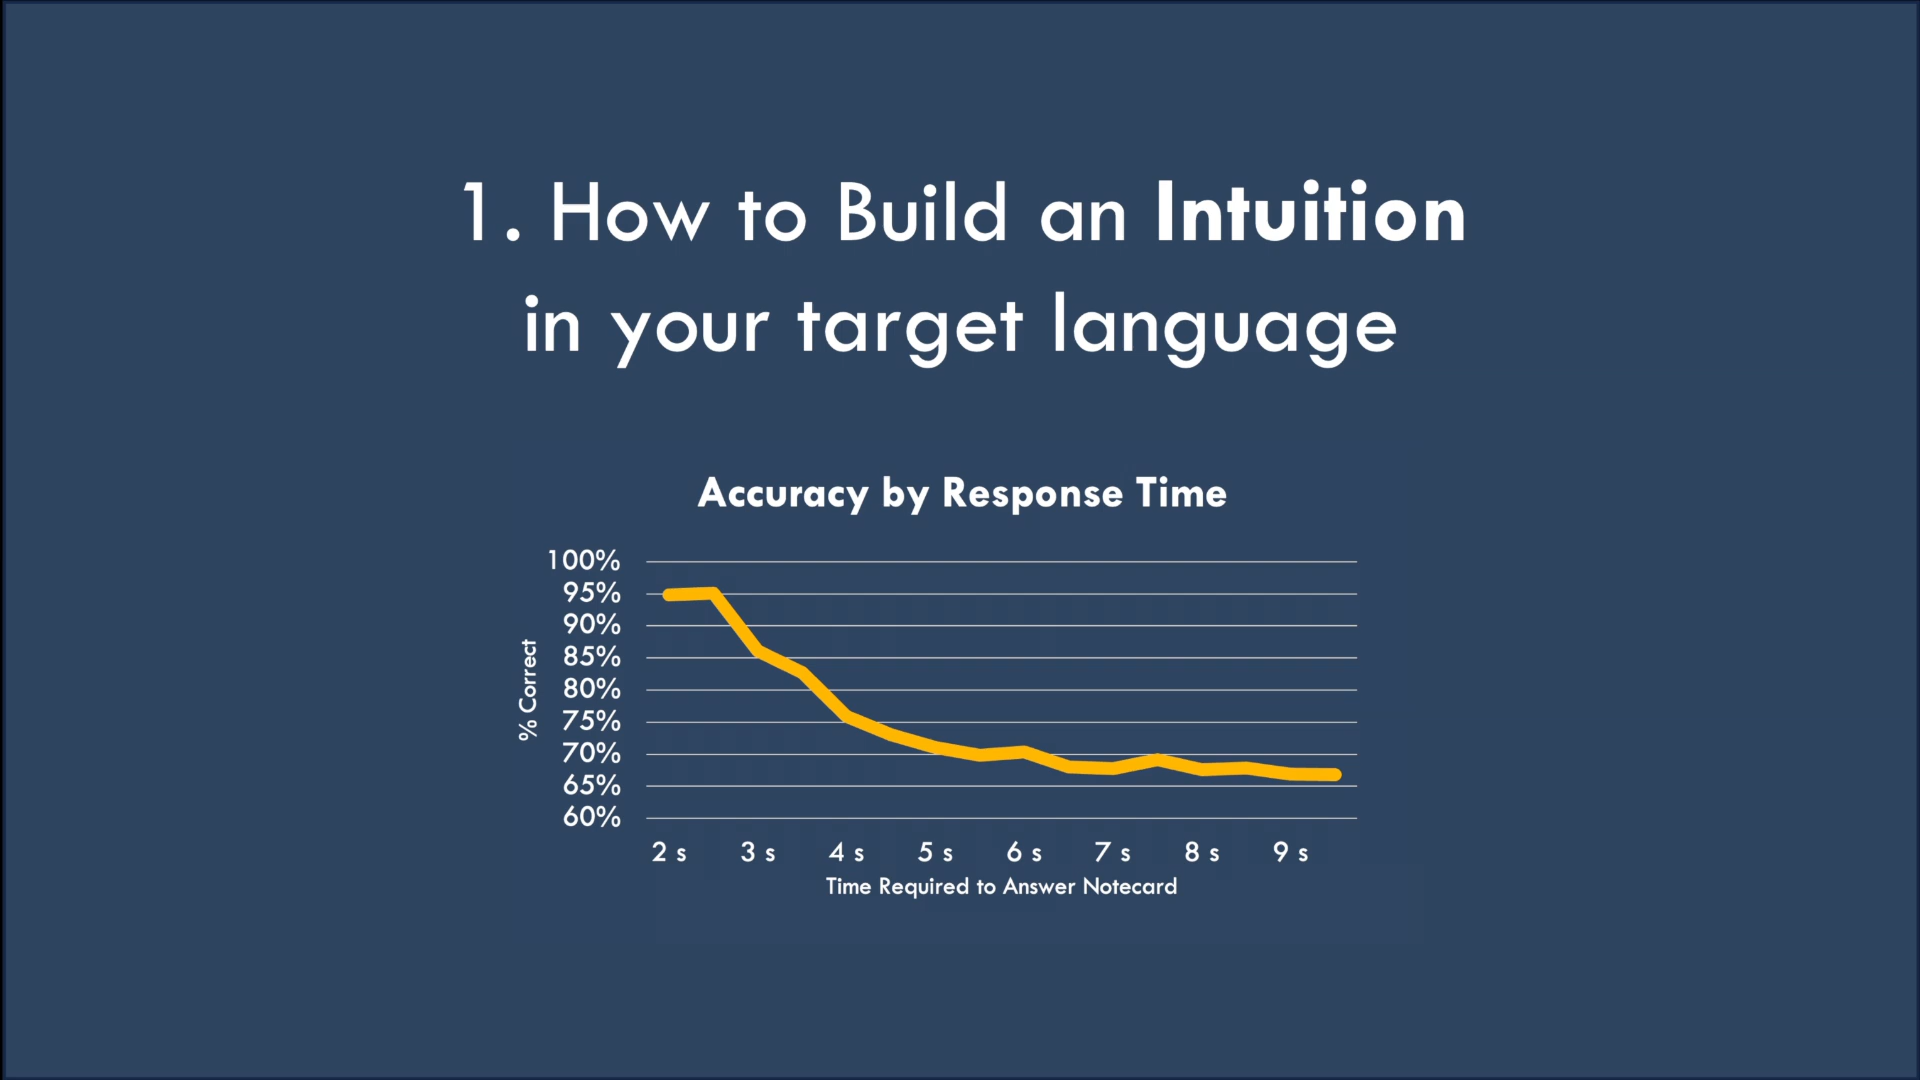 1. How to Build an Intuition
in your target language
Accuracy by Response Time
100%
95%
90%
85%
80%
75%
70%
65%
60%
% Correct
2 s 3 s 4 s 5 s 6 s 7 s 8 s 9 s
Time Required to Answer Notecard